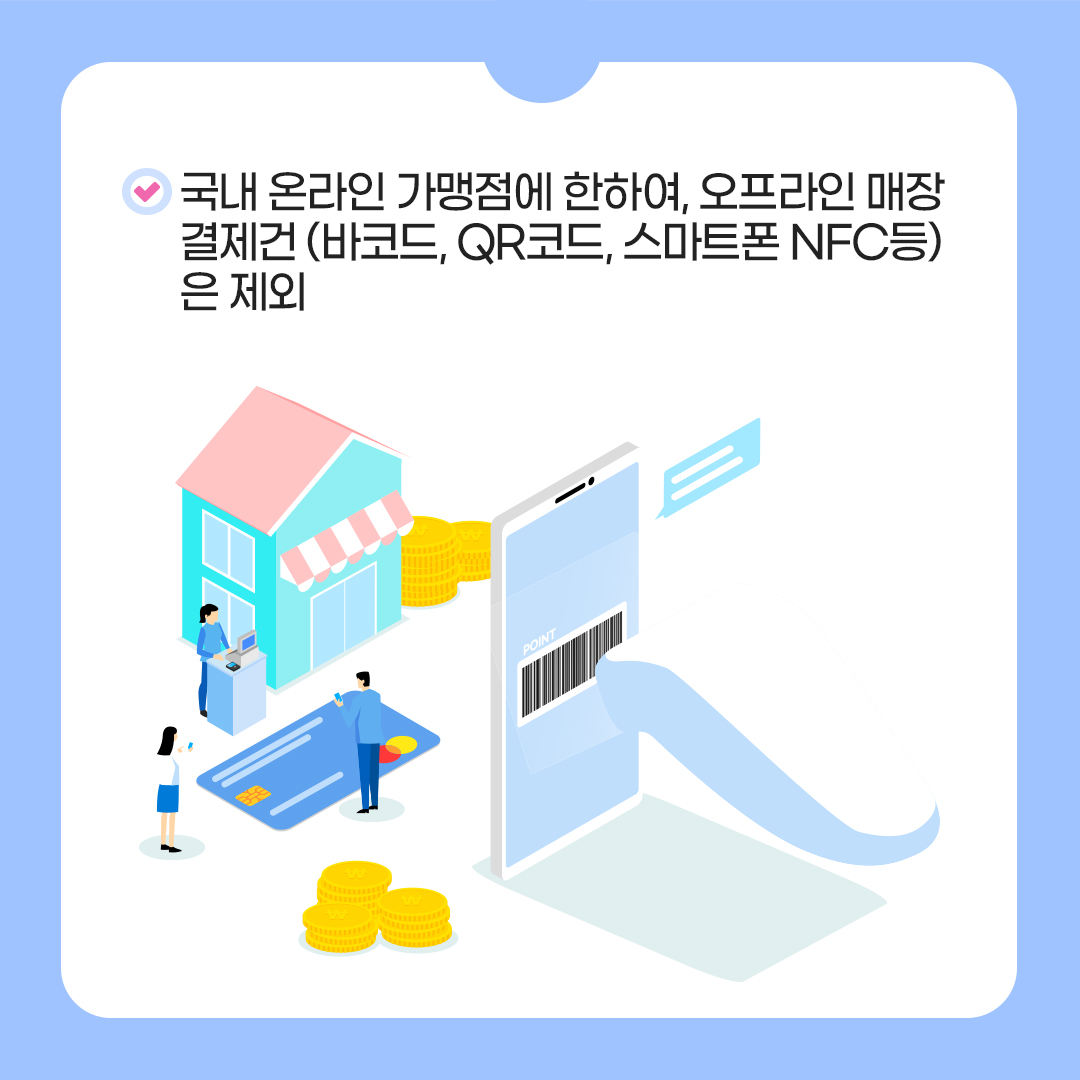 국내 온라인 가맹점에 한하여, 오프라인 매장
결제건 (바코드, QR코드, 스마트폰 NFC등)
은 제외
POINT